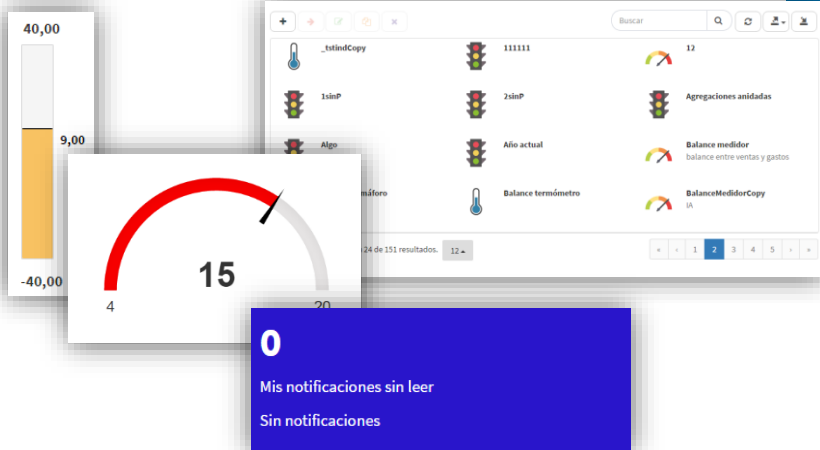 40,00
9,00
-40,00
Buscar
_tstindCopy
111111
12
1sinP
2sinP
Agregaciones anidadas
Algo
Año actual
Balance medidor
balance entre ventas y gastos
Balance termómetro
BalanceMedidorCopy
IA
24 de 151 resultados.
12
« ‹ 1 2 3 4 5 › »
15
4
20
0
Mis notificaciones sin leer
Sin notificaciones